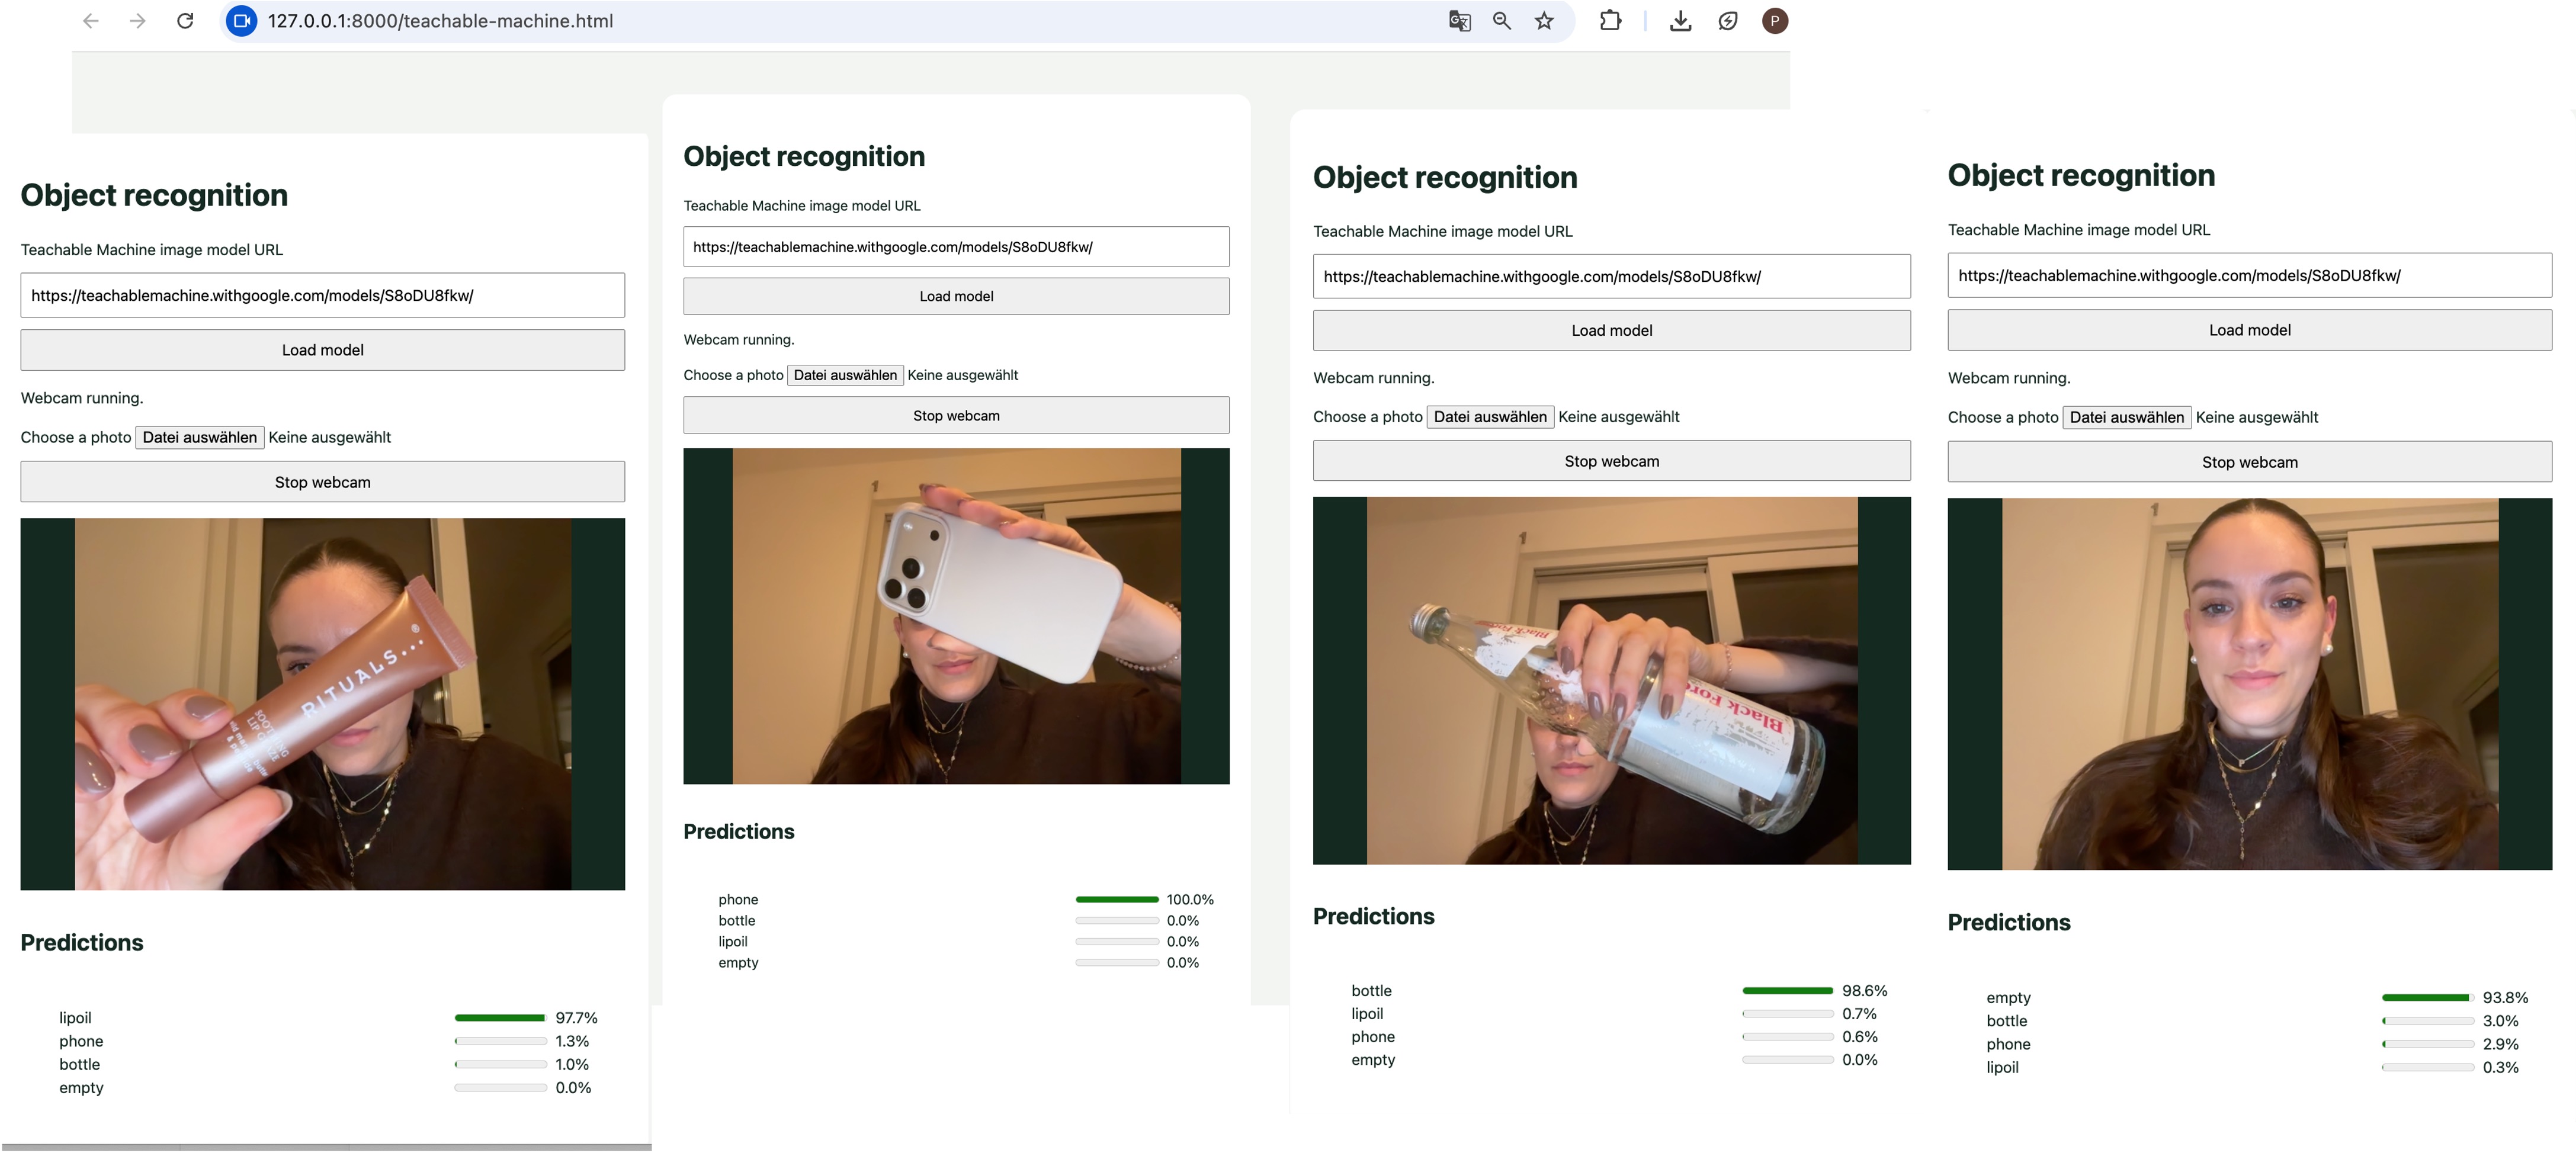 127.0.0.1:8000/teachable-machine.html
P
Object recognition
Teachable Machine image model URL
https://teachablemachine.withgoogle.com/models/S8oDU8fkw/
Load model
Webcam running.
Choose a photo Datei auswählen Keine ausgewählt
Stop webcam
RITUALS...
SOOTHING
LIP
Predictions
lipoil 97.7%
phone 1.3%
bottle 1.0%
empty 0.0%
Object recognition
Teachable Machine image model URL
https://teachablemachine.withgoogle.com/models/S8oDU8fkw/
Load model
Webcam running.
Choose a photo Datei auswählen Keine ausgewählt
Stop webcam
Predictions
phone 100.0%
bottle 0.0%
lipoil 0.0%
empty 0.0%
Object recognition
Teachable Machine image model URL
https://teachablemachine.withgoogle.com/models/S8oDU8fkw/
Load model
Webcam running.
Choose a photo Datei auswählen Keine ausgewählt
Stop webcam
Black
Black
Predictions
bottle 98.6%
lipoil 0.7%
phone 0.6%
empty 0.0%
Object recognition
Teachable Machine image model URL
https://teachablemachine.withgoogle.com/models/S8oDU8fkw/
Load model
Webcam running.
Choose a photo Datei auswählen Keine ausgewählt
Stop webcam
Predictions
empty 93.8%
bottle 3.0%
phone 2.9%
lipoil 0.3%